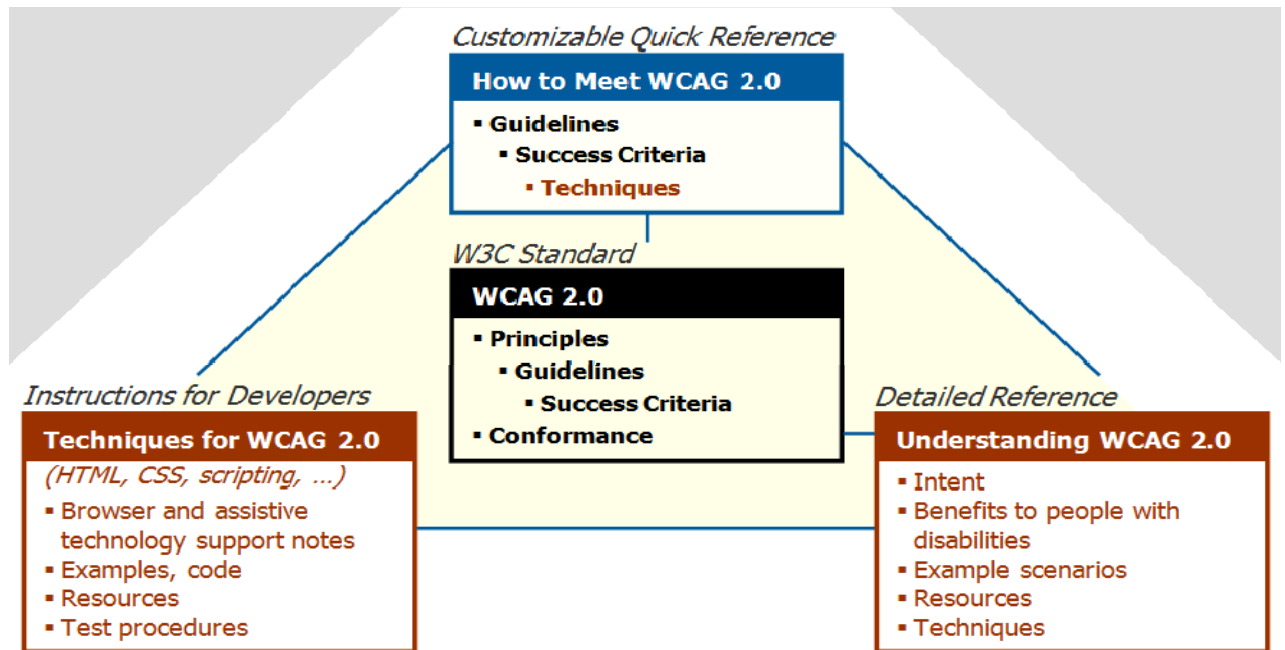 Customizable Quick Reference
How to Meet WCAG 2.0
▪ Guidelines
▪ Success Criteria
▪ Techniques
W3C Standard
WCAG 2.0
▪ Principles
▪ Guidelines
▪ Success Criteria
▪ Conformance
Instructions for Developers
Techniques for WCAG 2.0
(HTML, CSS, scripting, ...)
▪ Browser and assistive
technology support notes
▪ Examples, code
▪ Resources
▪ Test procedures
Detailed Reference
Understanding WCAG 2.0
▪ Intent
▪ Benefits to people with
disabilities
▪ Example scenarios
▪ Resources
▪ Techniques